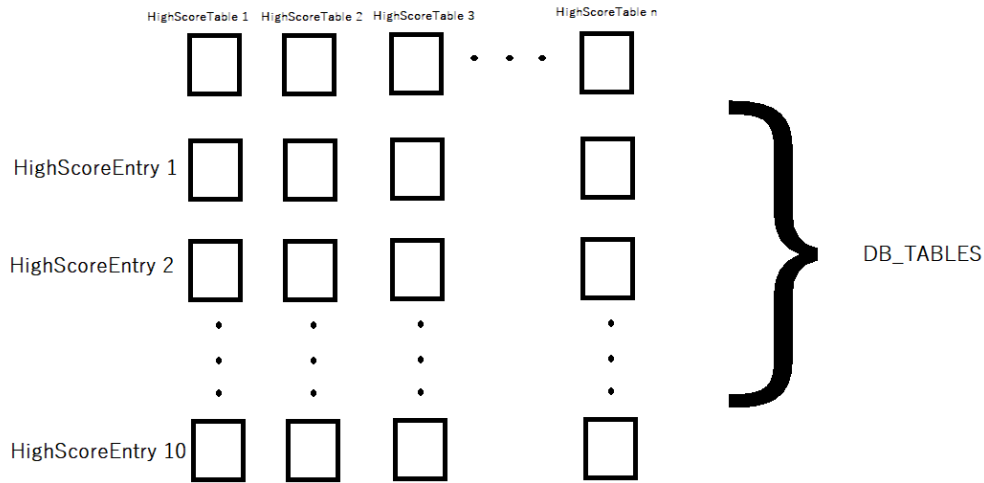 HighScoreTable 1
HighScoreTable 2
HighScoreTable 3
HighScoreTable n
HighScoreEntry 1
HighScoreEntry 2
DB_TABLES
HighScoreEntry 10